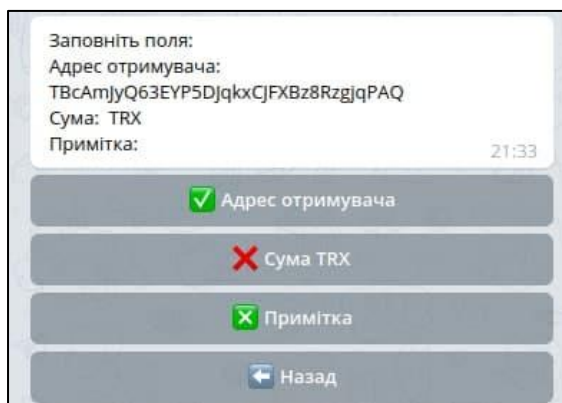 Заповніть поля:
Адрес отримувача:
TBcAmJyQ63EYP5DJqkxCJFXBz8RzgjqPAQ
Сума: TRX
Примітка:
21:33
✅ Адрес отримувача
❌ Сума TRX
❎ Примітка
⬅️ Назад